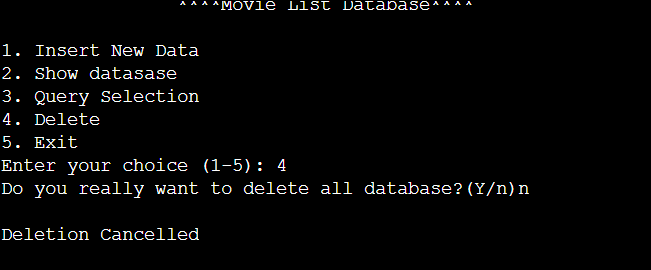 ****Movie List Database****
1. Insert New Data
2. Show datasase
3. Query Selection
4. Delete
5. Exit
Enter your choice (1-5): 4
Do you really want to delete all database?(Y/n)n
Deletion Cancelled